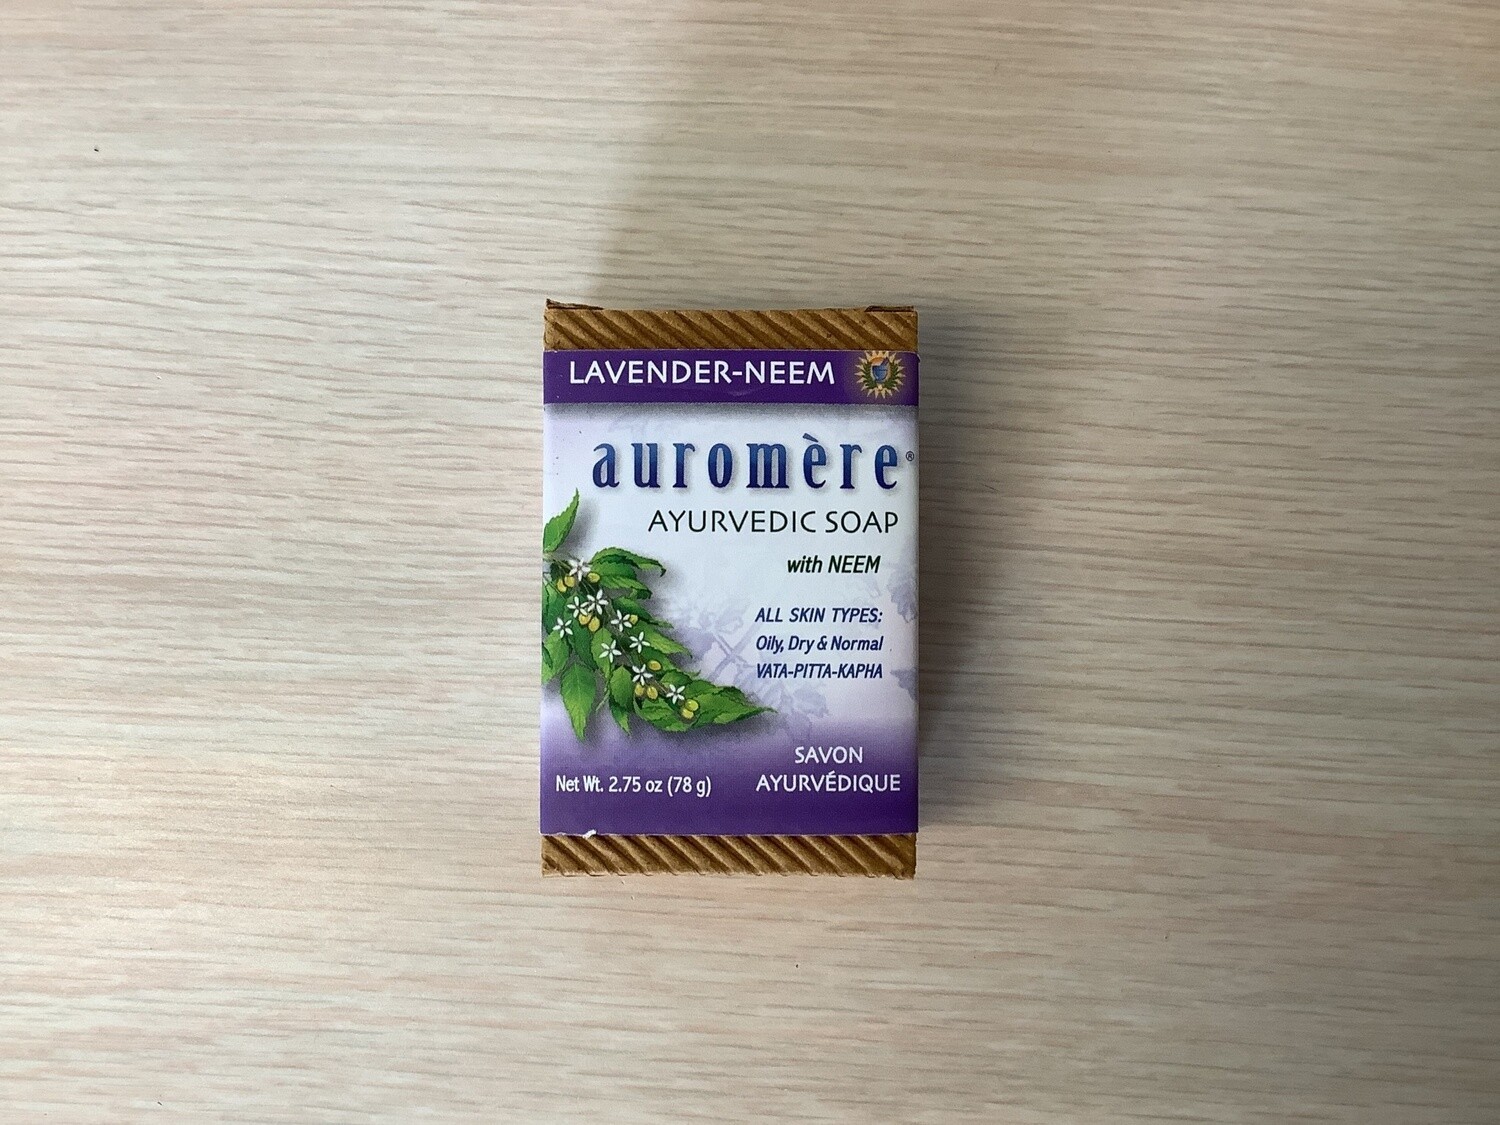 LAVENDER-NEEM
auromère®
AYURVEDIC SOAP
with NEEM
ALL SKIN TYPES:
Oily, Dry & Normal
VATA-PITTA-KAPHA
SAVON
AYURVÉDIQUE
Net Wt. 2.75 oz (78 g)